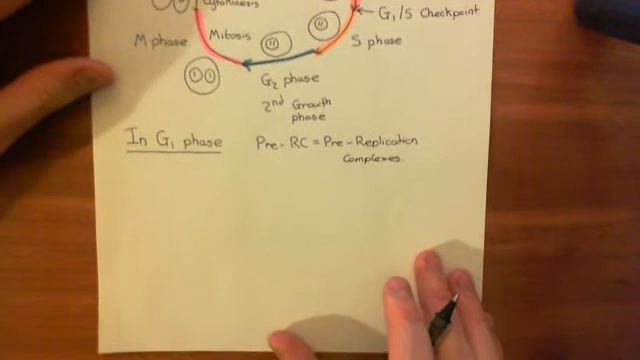 Cytokinesis
G1/S Checkpoint
M phase
Mitosis
S phase
G2 phase
2nd Growth
phase
In G1 phase
Pre-RC = Pre-Replication
Complexes.